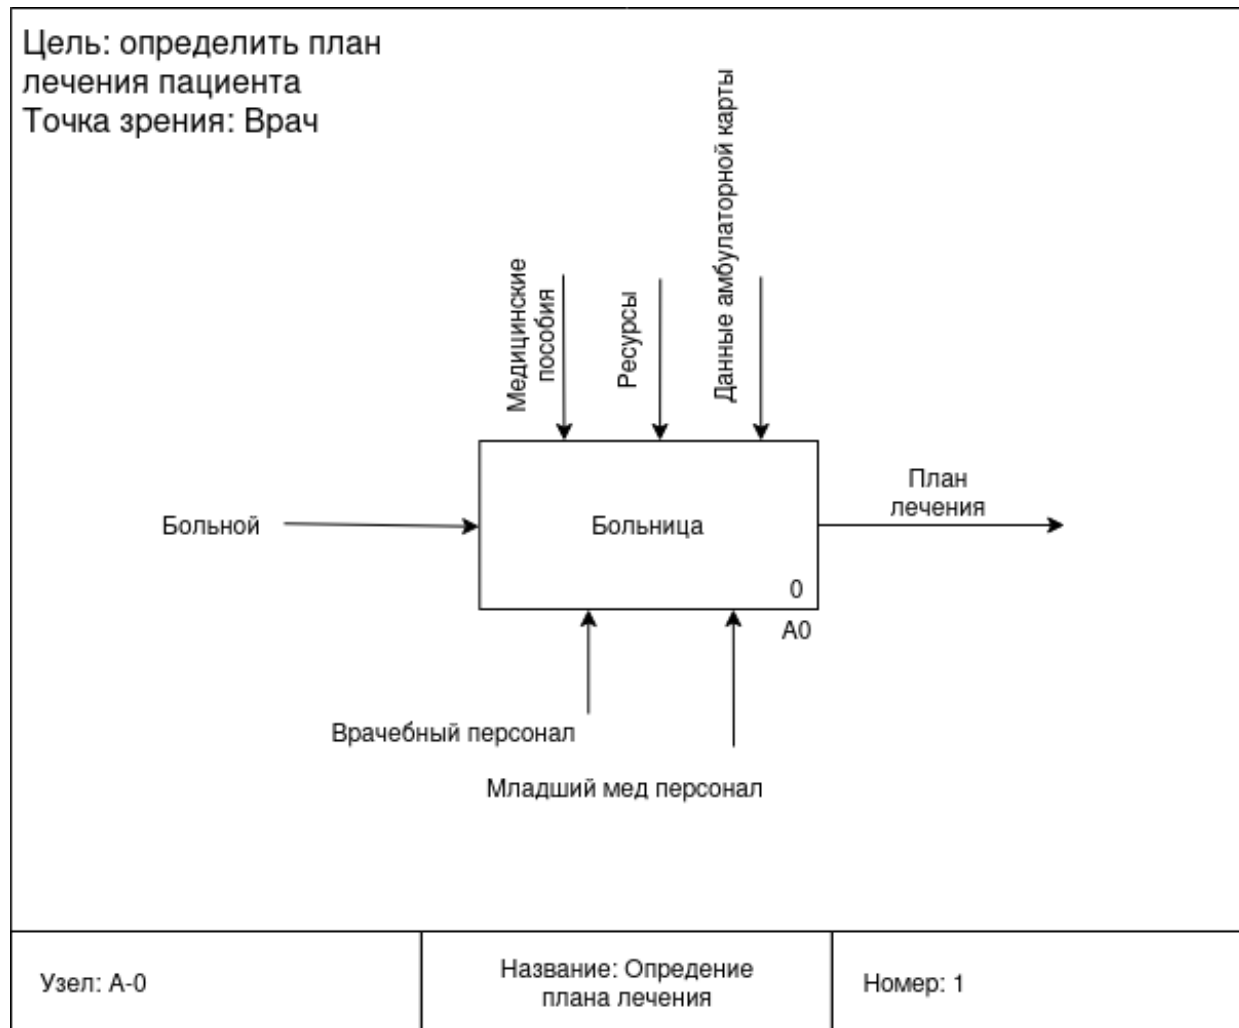 Цель: определить план
лечения пациента
Точка зрения: Врач
Медицинские
пособия
Ресурсы
Данные амбулаторной карты
Больной
Больница
План
лечения
0
A0
Врачебный персонал
Младший мед персонал
Узел: A-0
Название: Опредение
плана лечения
Номер: 1